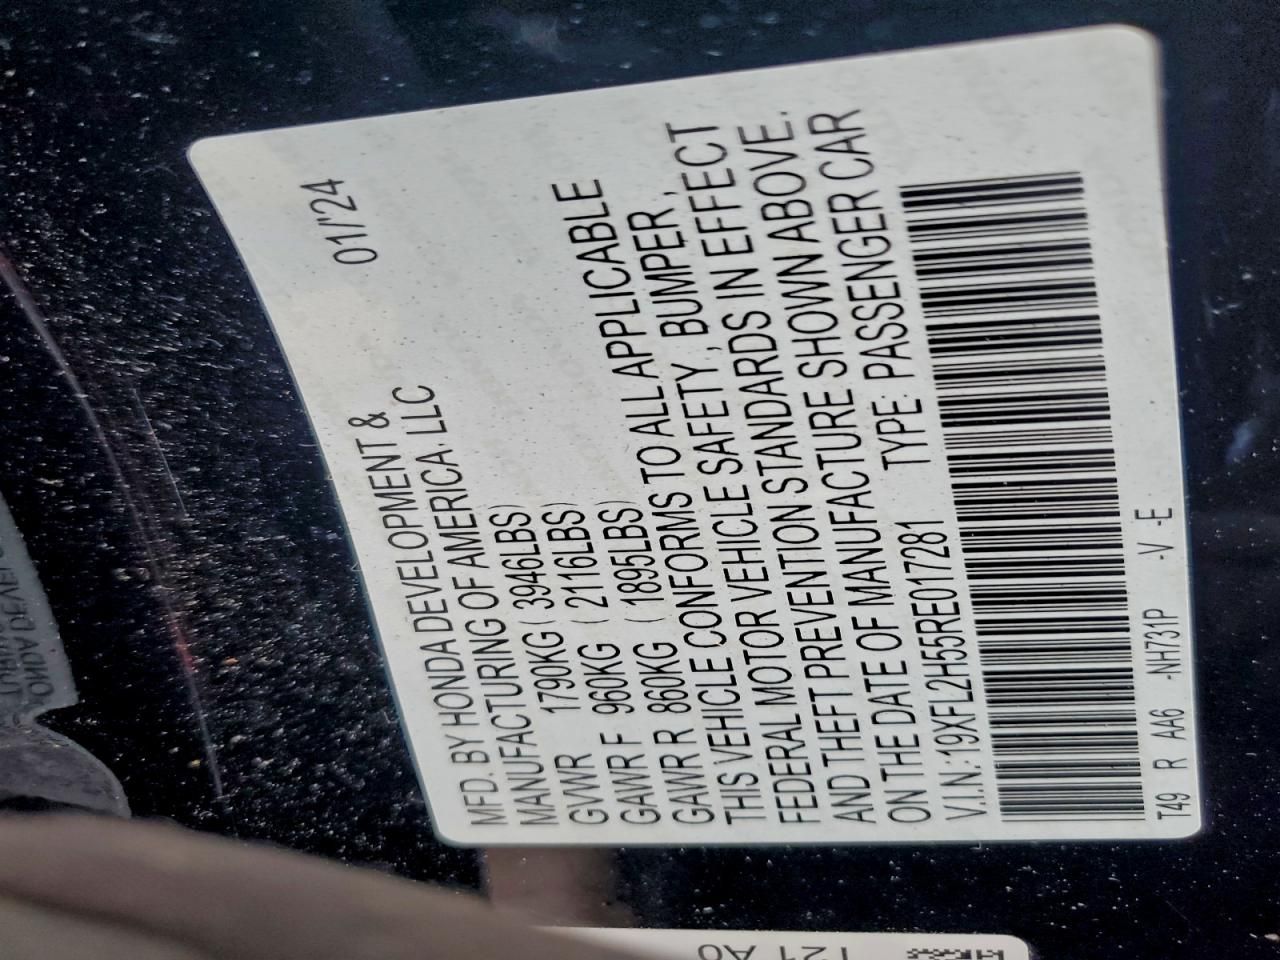 MFD. BY HONDA DEVELOPMENT & 01/'24
MANUFACTURING OF AMERICA. LLC
GVWR 1790KG ( 3946LBS)
GAWR F 960KG ( 2116LBS)
GAWR R 860KG ( 1895LBS)
THIS VEHICLE CONFORMS TO ALL APPLICABLE
FEDERAL MOTOR VEHICLE SAFETY, BUMPER,
AND THEFT PREVENTION STANDARDS IN EFFECT
ON THE DATE OF MANUFACTURE SHOWN ABOVE.
V.I.N.:19XFL2H55RE017281 TYPE: PASSENGER CAR
T49 R AA6 -NH731P -V -E